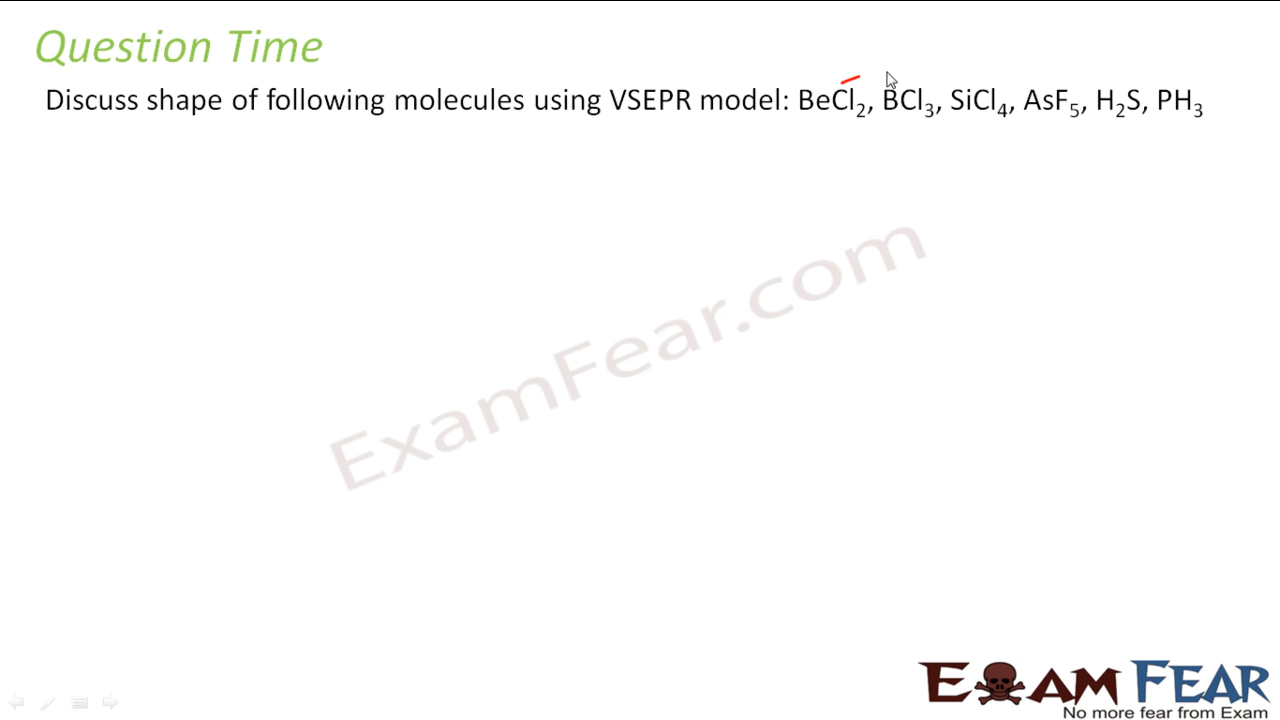 Question Time
Discuss shape of following molecules using VSEPR model: BeCl₂, BCl₃, SiCl₄, AsF₅, H₂S, PH₃
ExamFear.com
EXAM FEAR
No more fear from Exam